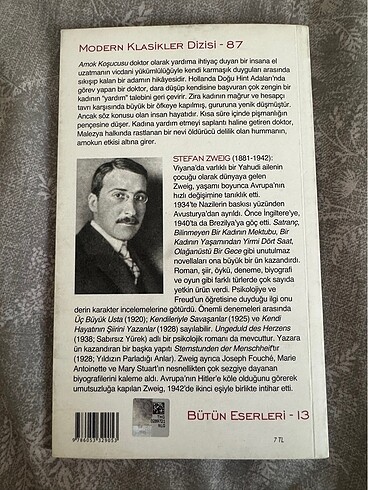 MODERN KLASİKLER DİZİSİ - 87
Amok Koşucusu doktor olarak yardıma ihtiyaç duyan bir insana el
uzatmanın vicdani yükümlülüğüyle kendi karmaşık duyguları arasında
sıkışıp kalan bir adamın hikâyesidir. Hollanda Doğu Hint Adaları'nda
görev yapan bir doktor, dara düşüp kendisine başvuran çok zengin bir
kadının "yardım" talebini geri çevirir. Zira kadının mağrur ve hesapçı
tavrı karşısında büyük bir öfkeye kapılmış, gururuna yenik düşmüştür.
Ancak söz konusu olan insan hayatıdır. Kısa süre içinde pişmanlığın
pençesine düşer. Kadına yardım etmeyi saplantı haline getiren doktor,
Malezya halkında rastlanan bir nevi öldürücü delilik olan hummanın,
amokun etkisi altına girer.
STEFAN ZWEIG (1881-1942):
Viyana'da varlıklı bir Yahudi ailenin
çocuğu olarak dünyaya gelen
Zweig, yaşamı boyunca Avrupa'nın
hızlı değişimine tanıklık etti.
1934'te Nazilerin baskısı yüzünden
Avusturya'dan ayrıldı. Önce İngiltere'ye,
1940'ta da Brezilya'ya göç etti. Satranç,
Bilinmeyen Bir Kadının Mektubu, Bir
Kadının Yaşamından Yirmi Dört Saat,
Olağanüstü Bir Gece gibi unutulmaz
novellaları ona büyük bir ün kazandırdı.
Roman, şiir, öykü, deneme, biyografi
ve oyun gibi farklı türlerde çok sayıda
yetkin ürün verdi. Psikolojiye ve
Freud'un öğretisine duyduğu ilgi onu
derin karakter incelemelerine götürdü. Önemli denemeleri arasında
Üç Büyük Usta (1920); Kendileriyle Savaşanlar (1925) ve Kendi
Hayatının Şiirini Yazanlar (1928) sayılabilir. Ungeduld des Herzens
(1938; Sabırsız Yürek) adlı bir psikolojik romanı da mevcuttur. Yazara
ün kazandıran bir başka yapıtı Sternstunden der Menschheit'tır
(1928; Yıldızın Parladığı Anlar). Zweig ayrıca Joseph Fouché, Marie
Antoinette ve Mary Stuart'ın nesnellikten çok sezgiye dayanan
biyografilerini kaleme aldı. Avrupa'nın Hitler'e köle olduğunu görerek
umutsuzluğa kapılan Zweig, 1942'de ikinci eşiyle birlikte intihar etti.
BÜTÜN ESERLERİ - 13
9 786053 329053
7 TL